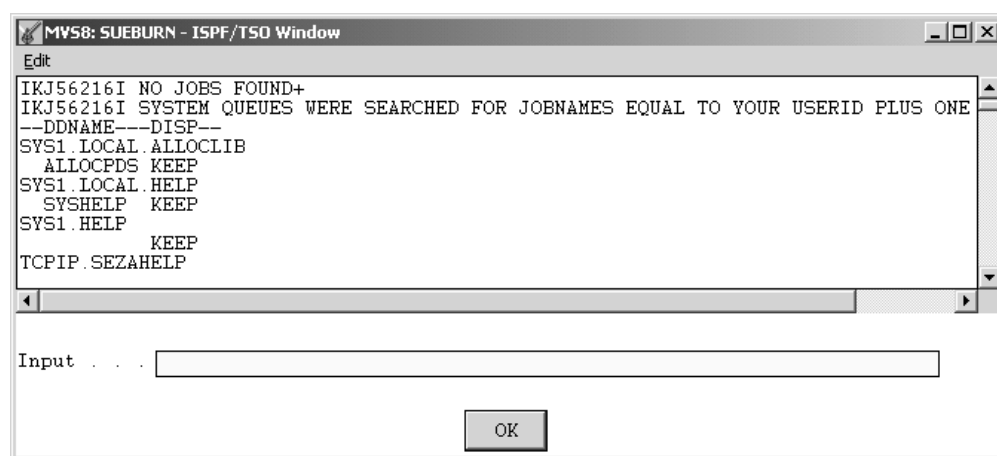 MVS8: SUEBURN - ISPF/TSO Window
Edit
IKJ56216I NO JOBS FOUND+
IKJ56216I SYSTEM QUEUES WERE SEARCHED FOR JOBNAMES EQUAL TO YOUR USERID PLUS ONE
--DDNAME---DISP--
SYS1.LOCAL.ALLOCLIB
ALLOCPDS KEEP
SYS1.LOCAL.HELP
SYSHELP KEEP
SYS1.HELP
KEEP
TCPIP.SEZAHELP
Input . . .
OK